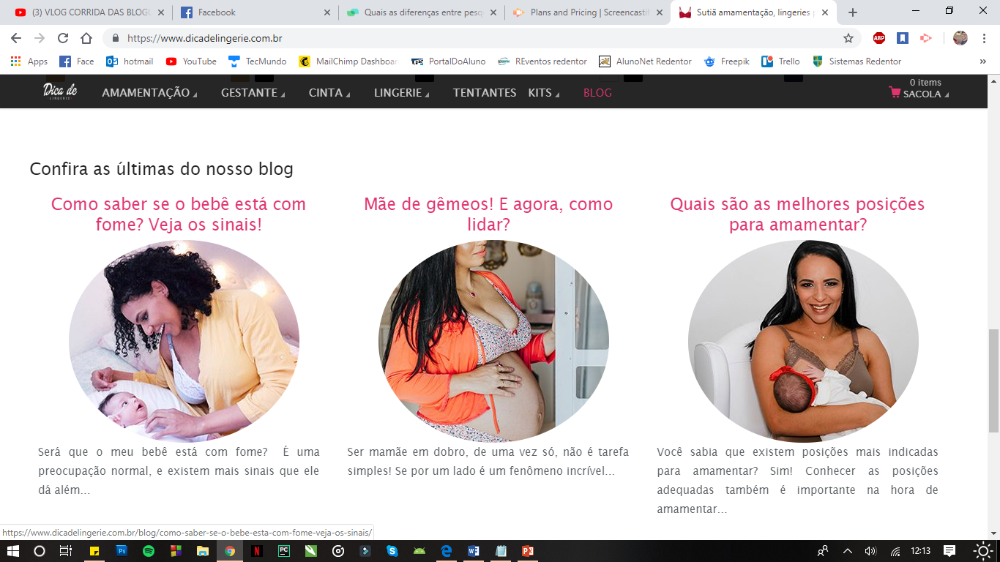 (3) VLOG CORRIDA DAS BLOGU
Facebook
Quais as diferenças entre pesq
Plans and Pricing | Screencastif
Sutiã amamentação, lingeries p
https://www.dicadelingerie.com.br
ABP
Apps
Face
hotmail
YouTube
TecMundo
MailChimp Dashboar
PortalDoAluno
REventos redentor
AlunoNet Redentor
Freepik
Trello
Sistemas Redentor
»
Dica de
LINGERIE
AMAMENTAÇÃO
GESTANTE
CINTA
LINGERIE
TENTANTES
KITS
BLOG
0 items
SACOLA
Confira as últimas do nosso blog
Como saber se o bebê está com
fome? Veja os sinais!
Será que o meu bebê está com fome? É uma
preocupação normal, e existem mais sinais que ele
dá além...
Mãe de gêmeos! E agora, como
lidar?
Ser mamãe em dobro, de uma vez só, não é tarefa
simples! Se por um lado é um fenômeno incrível...
Quais são as melhores posições
para amamentar?
Você sabia que existem posições mais indicadas
para amamentar? Sim! Conhecer as posições
adequadas também é importante na hora de
amamentar...
https://www.dicadelingerie.com.br/blog/como-saber-se-o-bebe-esta-com-fome-veja-os-sinais/
12:13